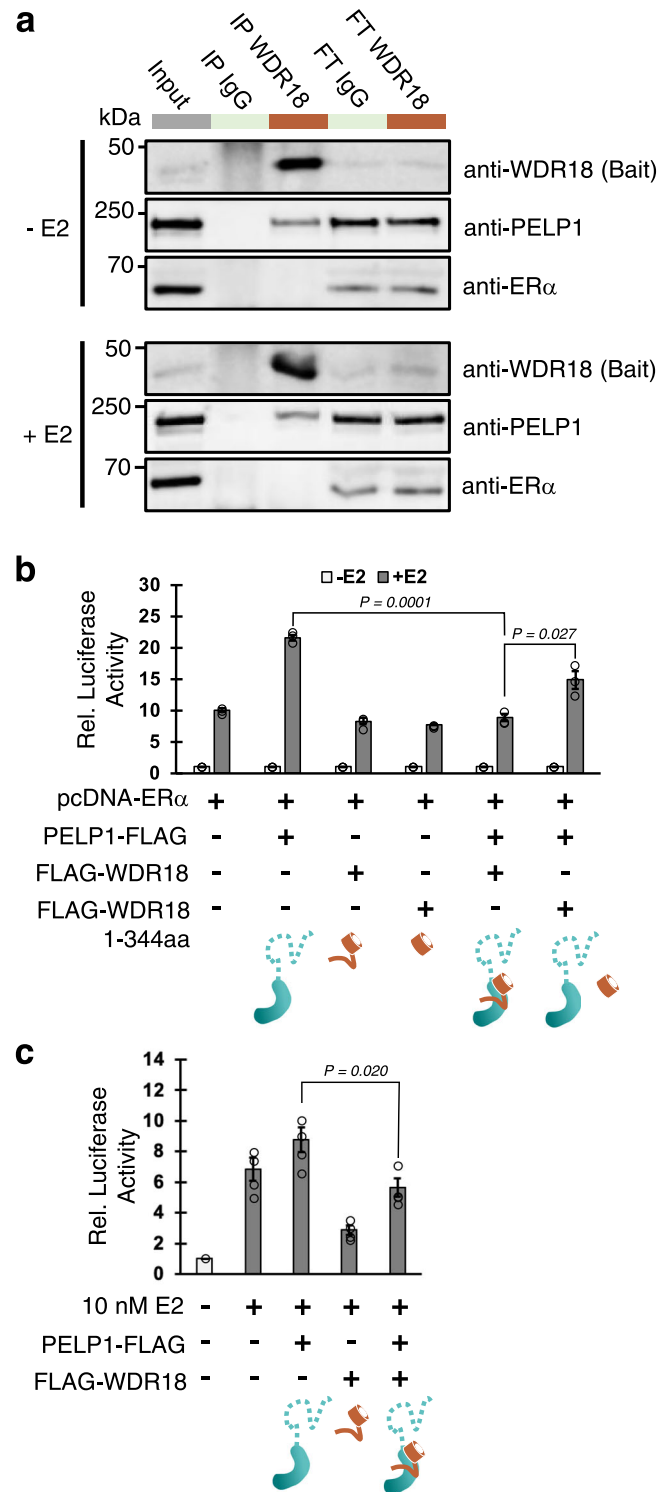 a
Input
IP IgG
IP WDR18
FT IgG
FT WDR18
kDa
- E2
50
anti-WDR18 (Bait)
250
anti-PELP1
70
anti-ERα
+ E2
50
anti-WDR18 (Bait)
250
anti-PELP1
70
anti-ERα
b
Rel. Luciferase
Activity
30
25
20
15
10
5
0
-E2 +E2
P = 0.0001
P = 0.027
pcDNA-ERα + + + + + +
PELP1-FLAG - + - - + +
FLAG-WDR18 - - + - + -
FLAG-WDR18 - - - + - +
1-344aa
c
Rel. Luciferase
Activity
14
12
10
8
6
4
2
0
P = 0.020
10 nM E2 - + + + +
PELP1-FLAG - - + - +
FLAG-WDR18 - - - + +